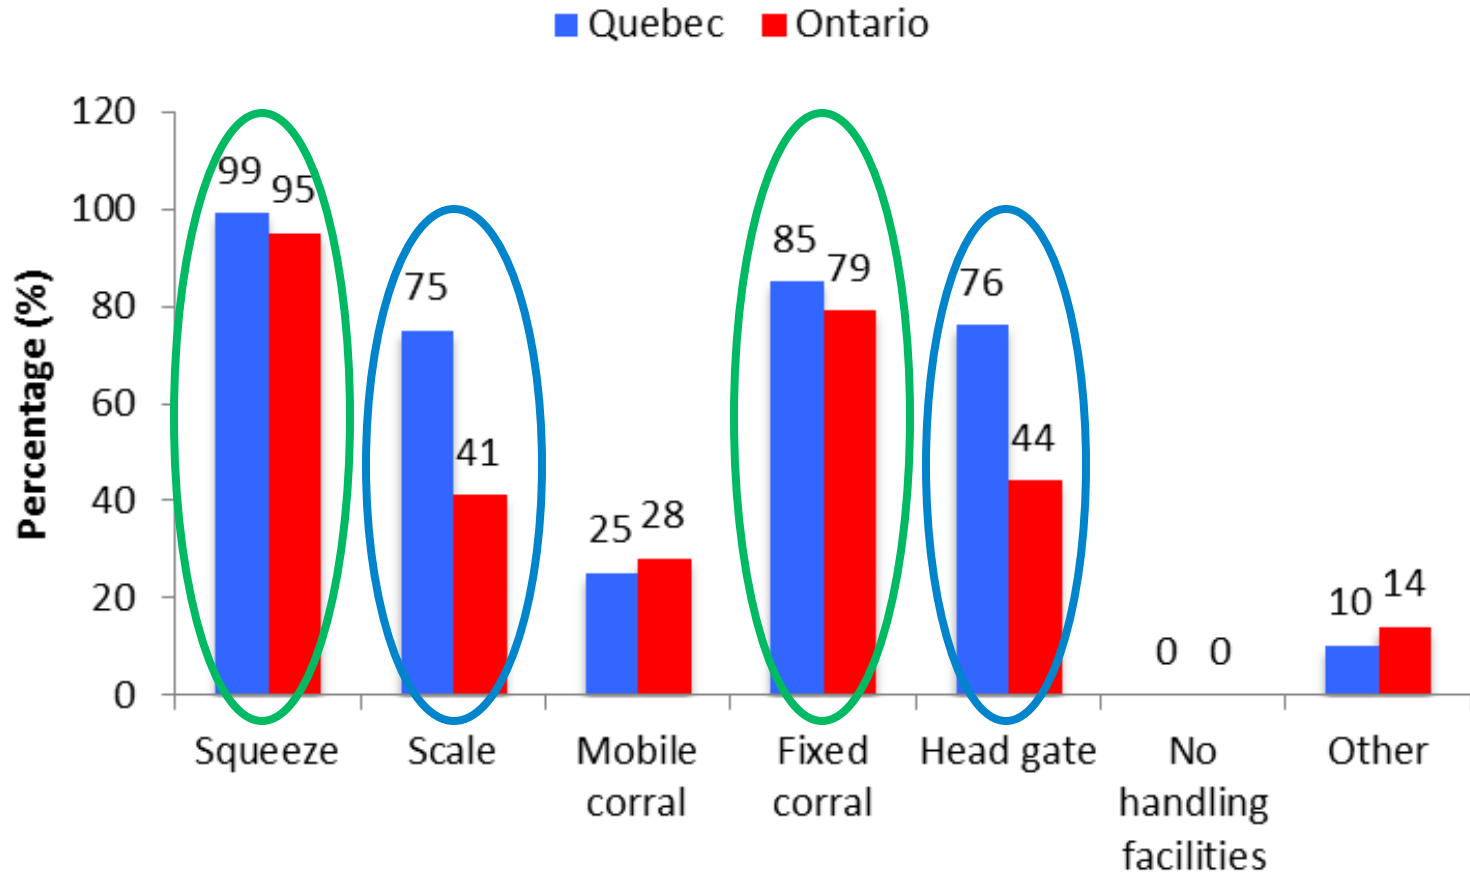 Quebec Ontario
Percentage (%)
120
100
80
60
40
20
0
99 95
75 41
25 28
85 79
76 44
0 0
10 14
Squeeze
Scale
Mobile
corral
Fixed
corral
Head gate
No
handling
facilities
Other